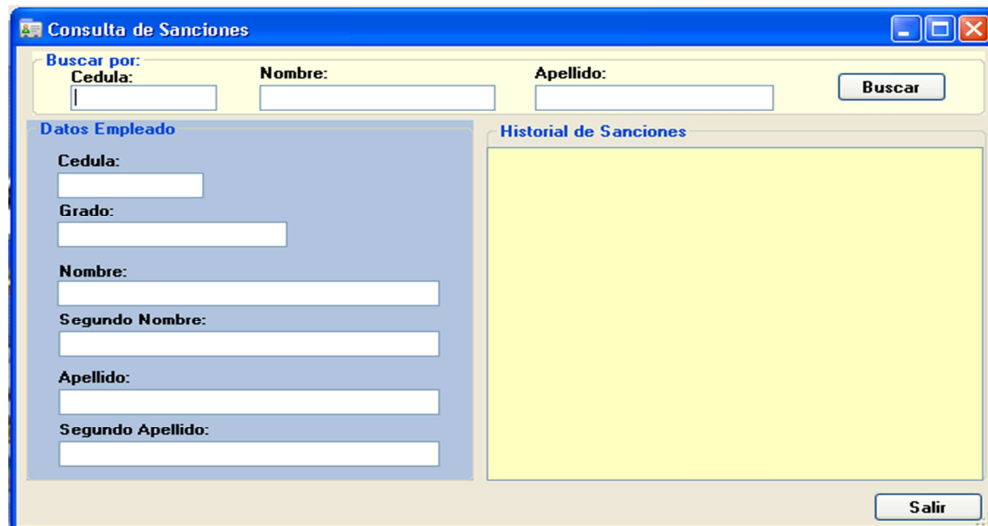 Consulta de Sanciones
Buscar por:
Cedula: Nombre: Apellido:
Buscar
Datos Empleado
Cedula:
Grado:
Nombre:
Segundo Nombre:
Apellido:
Segundo Apellido:
Historial de Sanciones
Salir